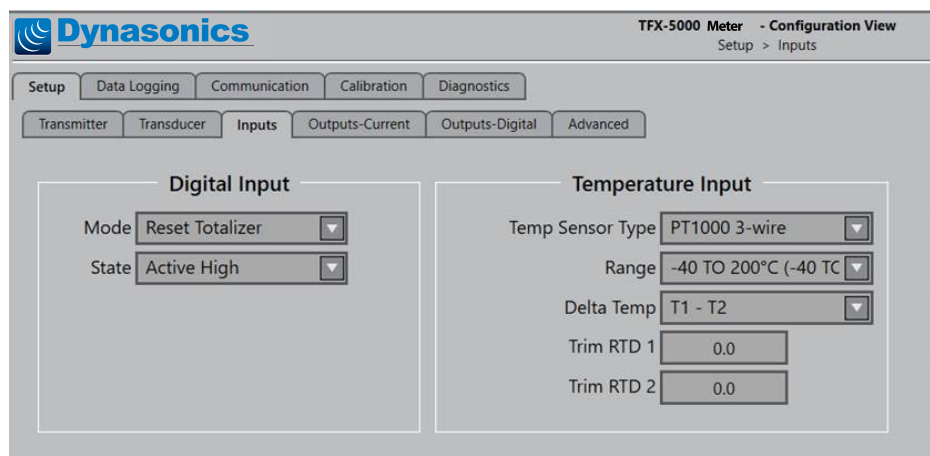 Dynasonics
TFX-5000 Meter - Configuration View
Setup > Inputs
Setup Data Logging Communication Calibration Diagnostics
Transmitter Transducer Inputs Outputs-Current Outputs-Digital Advanced
Digital Input
Mode Reset Totalizer
State Active High
Temperature Input
Temp Sensor Type PT1000 3-wire
Range -40 TO 200°C (-40 TC
Delta Temp T1 - T2
Trim RTD 1 0.0
Trim RTD 2 0.0